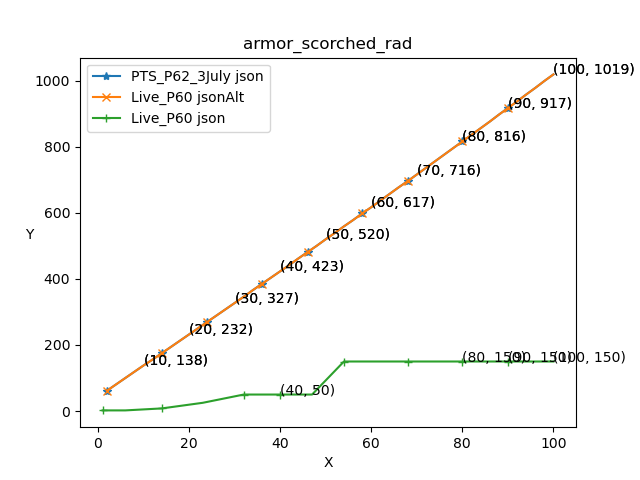 armor_scorched_rad
PTS_P62_3July json
Live_P60 jsonAlt
Live_P60 json
(100, 1019)
(90, 917)
(80, 816)
(70, 716)
(60, 617)
(50, 520)
(40, 423)
(30, 327)
(20, 232)
(10, 138)
(40, 50)
(80, 150)
(90, 150)
(100, 150)
1000
800
600
400
200
0
Y
0 20 40 60 80 100
X